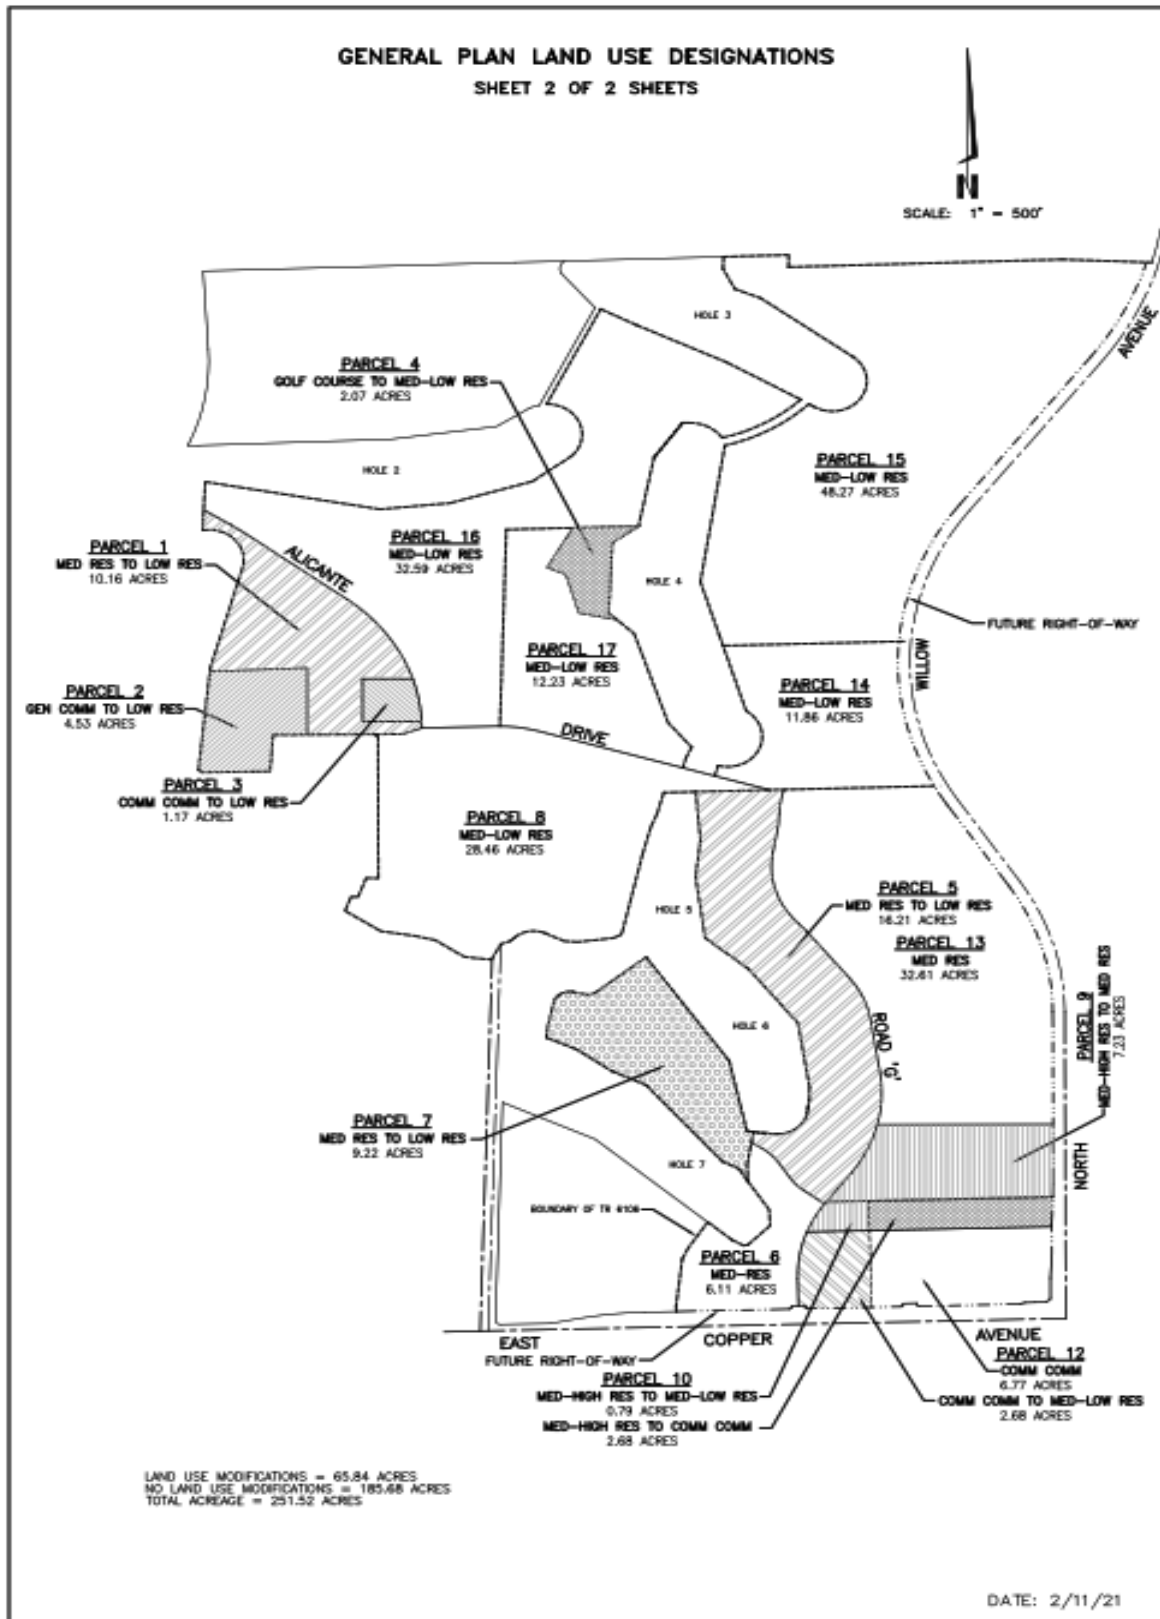 GENERAL PLAN LAND USE DESIGNATIONS
SHEET 2 OF 2 SHEETS
N
SCALE: 1" = 500'
HOLE 3
AVENUE
PARCEL 4
GOLF COURSE TO MED-LOW RES
2.07 ACRES
HOLE 2
PARCEL 15
MED-LOW RES
48.27 ACRES
PARCEL 1
MED RES TO LOW RES
10.16 ACRES
ALICANTE
PARCEL 16
MED-LOW RES
32.59 ACRES
HOLE 4
FUTURE RIGHT-OF-WAY
WILLOW
PARCEL 17
MED-LOW RES
12.23 ACRES
PARCEL 14
MED-LOW RES
11.86 ACRES
PARCEL 2
GEN COMM TO LOW RES
4.53 ACRES
DRIVE
PARCEL 3
COMM COMM TO LOW RES
1.17 ACRES
PARCEL 8
MED-LOW RES
28.46 ACRES
HOLE 5
PARCEL 5
MED RES TO LOW RES
16.21 ACRES
PARCEL 13
MED RES
32.61 ACRES
PARCEL 9
MED-HIGH RES TO MED RES
7.23 ACRES
HOLE 6
ROAD 'G'
PARCEL 7
MED RES TO LOW RES
9.22 ACRES
HOLE 7
NORTH
BOUNDARY OF TR 6106
PARCEL 6
MED-RES
6.11 ACRES
EAST COPPER AVENUE
FUTURE RIGHT-OF-WAY
PARCEL 12
COMM COMM
6.77 ACRES
PARCEL 10
MED-HIGH RES TO MED-LOW RES
0.79 ACRES
COMM COMM TO MED-LOW RES
2.68 ACRES
MED-HIGH RES TO COMM COMM
2.68 ACRES
LAND USE MODIFICATIONS = 65.84 ACRES
NO LAND USE MODIFICATIONS = 185.68 ACRES
TOTAL ACREAGE = 251.52 ACRES
DATE: 2/11/21